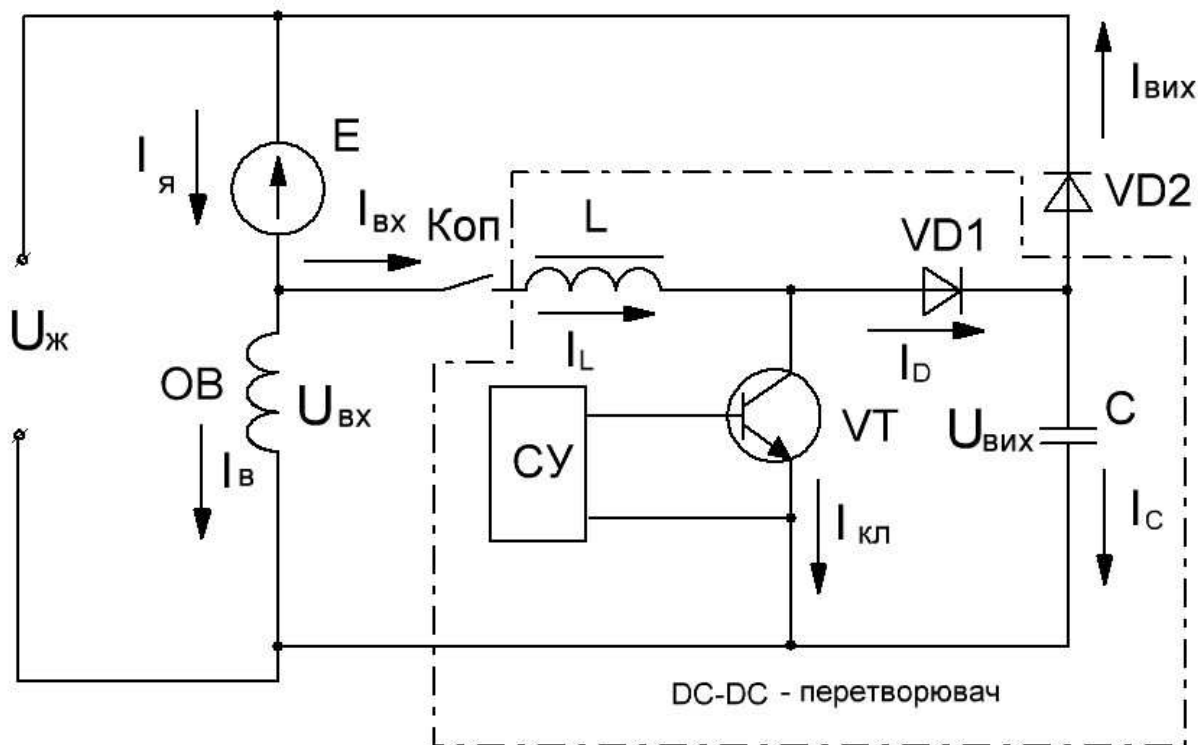 Iвих
E
Iя
VD2
Iвх
Коп
L
VD1
Uж
IL
ID
ОВ
Uвх
C
VT
Uвих
СУ
Iв
IC
Iкл
DC-DC - перетворювач